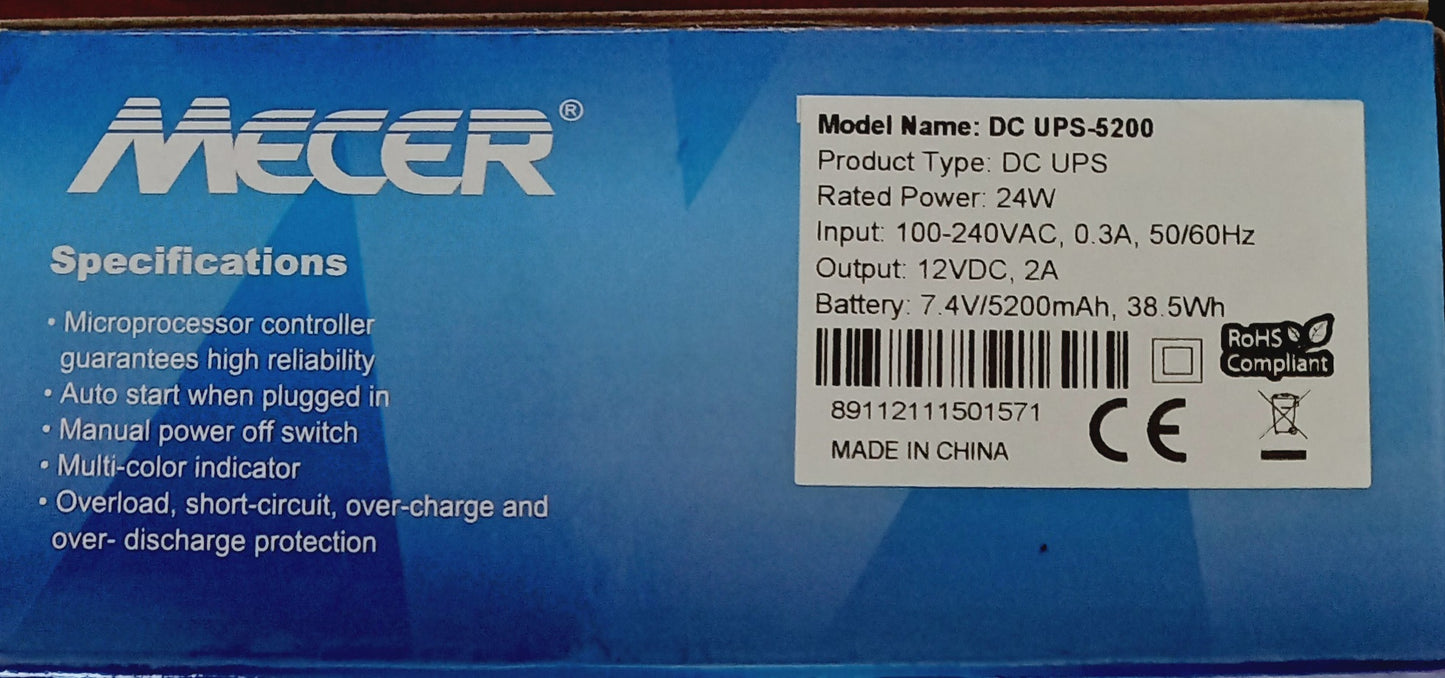 MECER®
Specifications
• Microprocessor controller
guarantees high reliability
• Auto start when plugged in
• Manual power off switch
• Multi-color indicator
• Overload, short-circuit, over-charge and
over- discharge protection
Model Name: DC UPS-5200
Product Type: DC UPS
Rated Power: 24W
Input: 100-240VAC, 0.3A, 50/60Hz
Output: 12VDC, 2A
Battery: 7.4V/5200mAh, 38.5Wh
RoHS
Compliant
89112111501571
CE
MADE IN CHINA